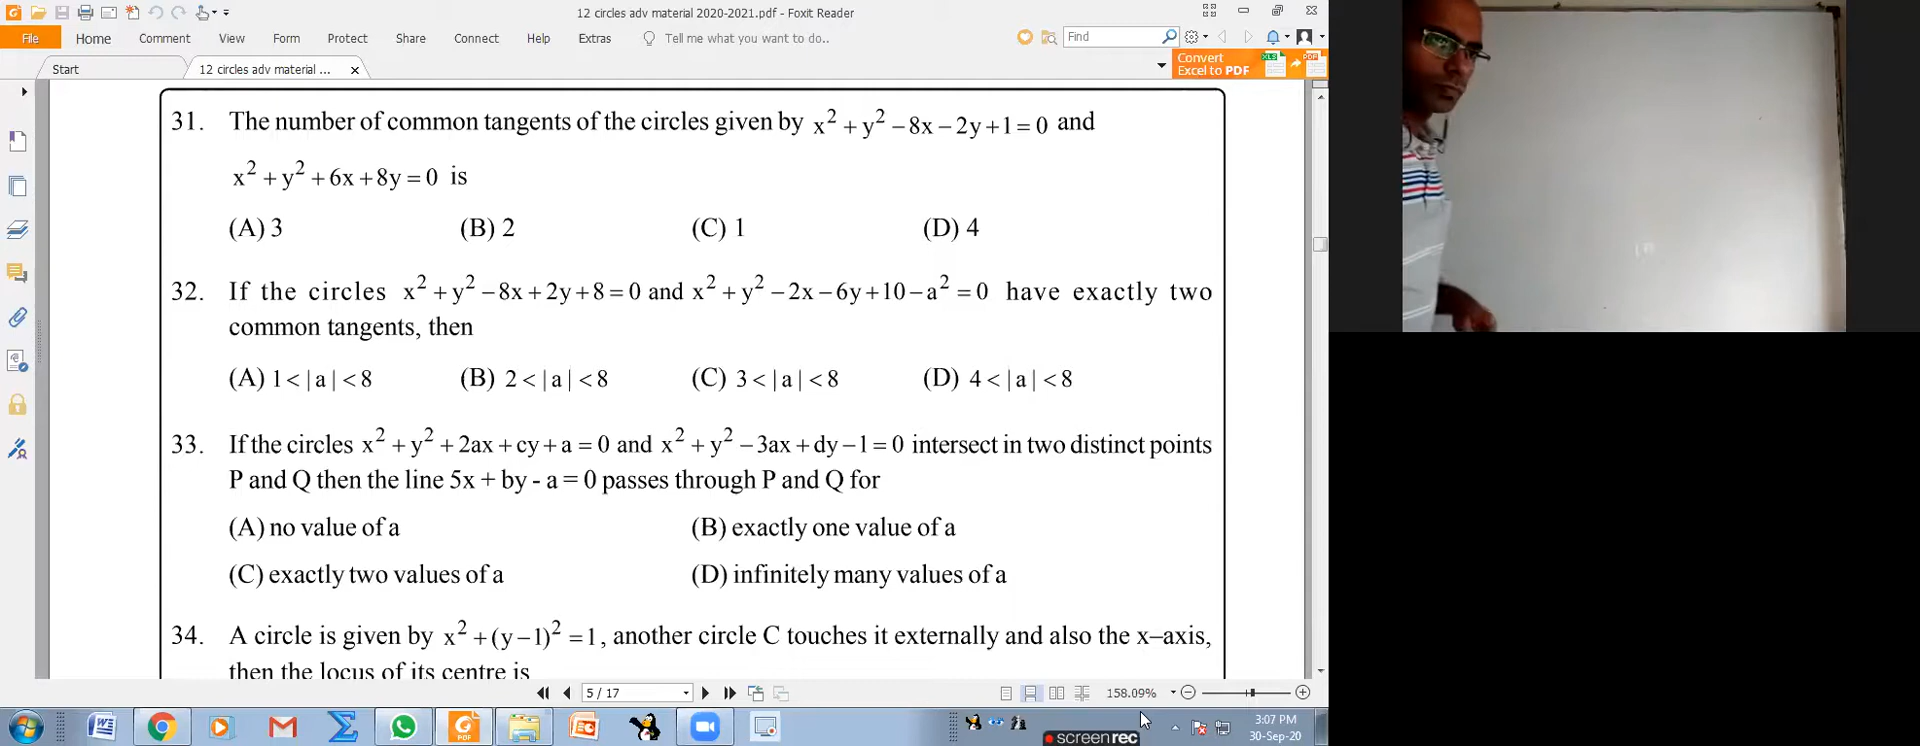 12 circles adv material 2020-2021.pdf - Foxit Reader
File Home Comment View Form Protect Share Connect Help Extras Tell me what you want to do.. Find
Start 12 circles adv material ... Convert Excel to PDF
31. The number of common tangents of the circles given by x² + y² − 8x − 2y + 1 = 0 and
x² + y² + 6x + 8y = 0 is
(A) 3 (B) 2 (C) 1 (D) 4
32. If the circles x² + y² − 8x + 2y + 8 = 0 and x² + y² − 2x − 6y + 10 − a² = 0 have exactly two
common tangents, then
(A) 1 < | a | < 8 (B) 2 < | a | < 8 (C) 3 < | a | < 8 (D) 4 < | a | < 8
33. If the circles x² + y² + 2ax + cy + a = 0 and x² + y² − 3ax + dy − 1 = 0 intersect in two distinct points
P and Q then the line 5x + by - a = 0 passes through P and Q for
(A) no value of a (B) exactly one value of a
(C) exactly two values of a (D) infinitely many values of a
34. A circle is given by x² + (y − 1)² = 1, another circle C touches it externally and also the x–axis,
then the locus of its centre is
5 / 17 158.09%
3:07 PM
screen rec 30-Sep-20